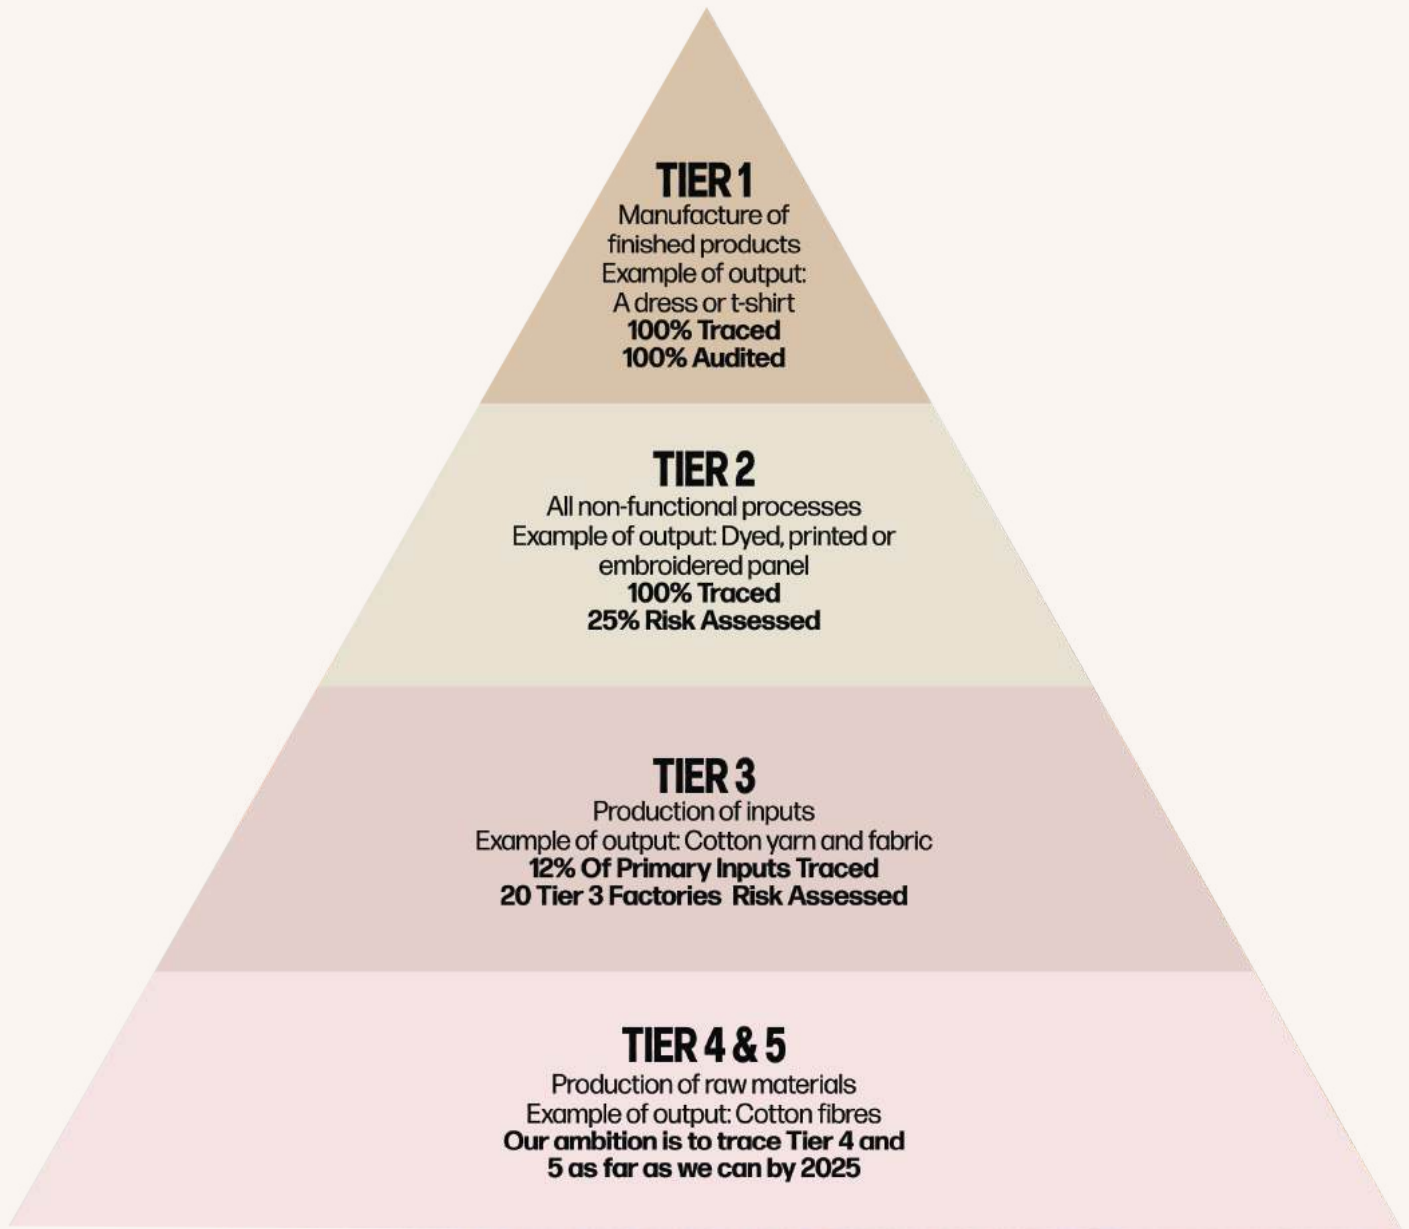 TIER 1
Manufacture of
finished products
Example of output:
A dress or t-shirt
100% Traced
100% Audited
TIER 2
All non-functional processes
Example of output: Dyed, printed or
embroidered panel
100% Traced
25% Risk Assessed
TIER 3
Production of inputs
Example of output: Cotton yarn and fabric
12% Of Primary Inputs Traced
20 Tier 3 Factories Risk Assessed
TIER 4 & 5
Production of raw materials
Example of output: Cotton fibres
Our ambition is to trace Tier 4 and
5 as far as we can by 2025